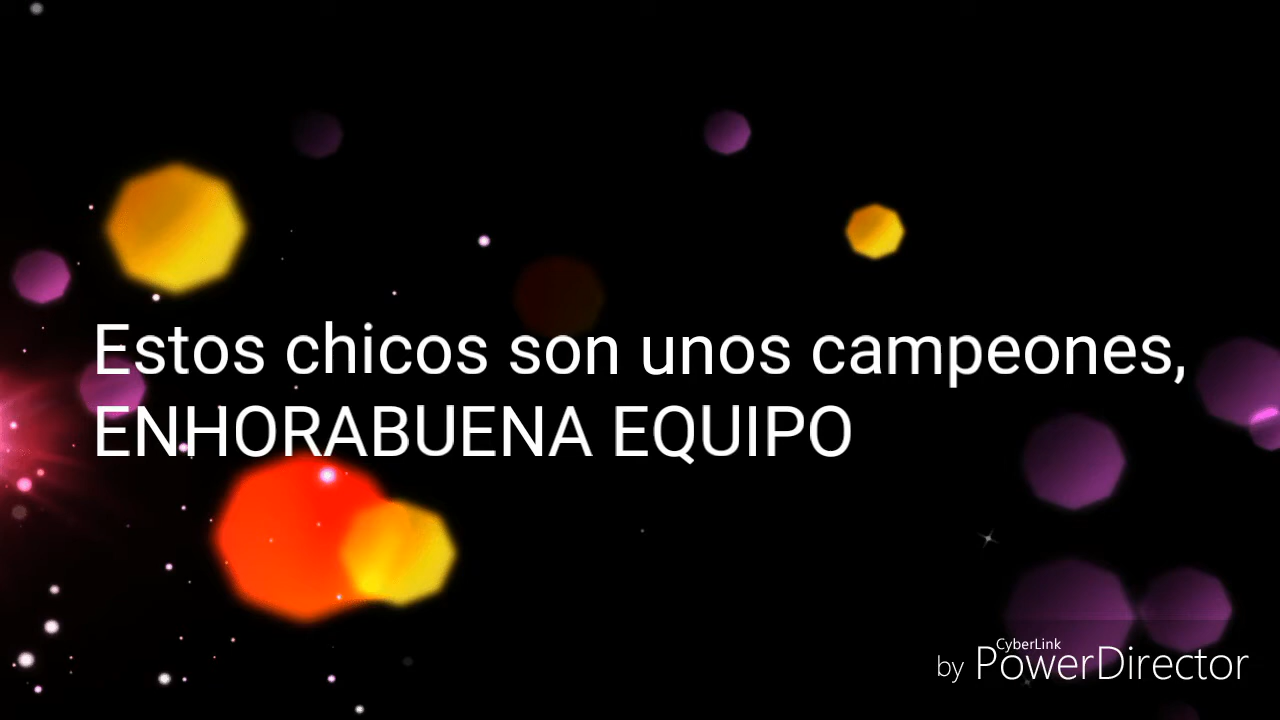 Estos chicos son unos campeones,
ENHORABUENA EQUIPO
CyberLink
by PowerDirector